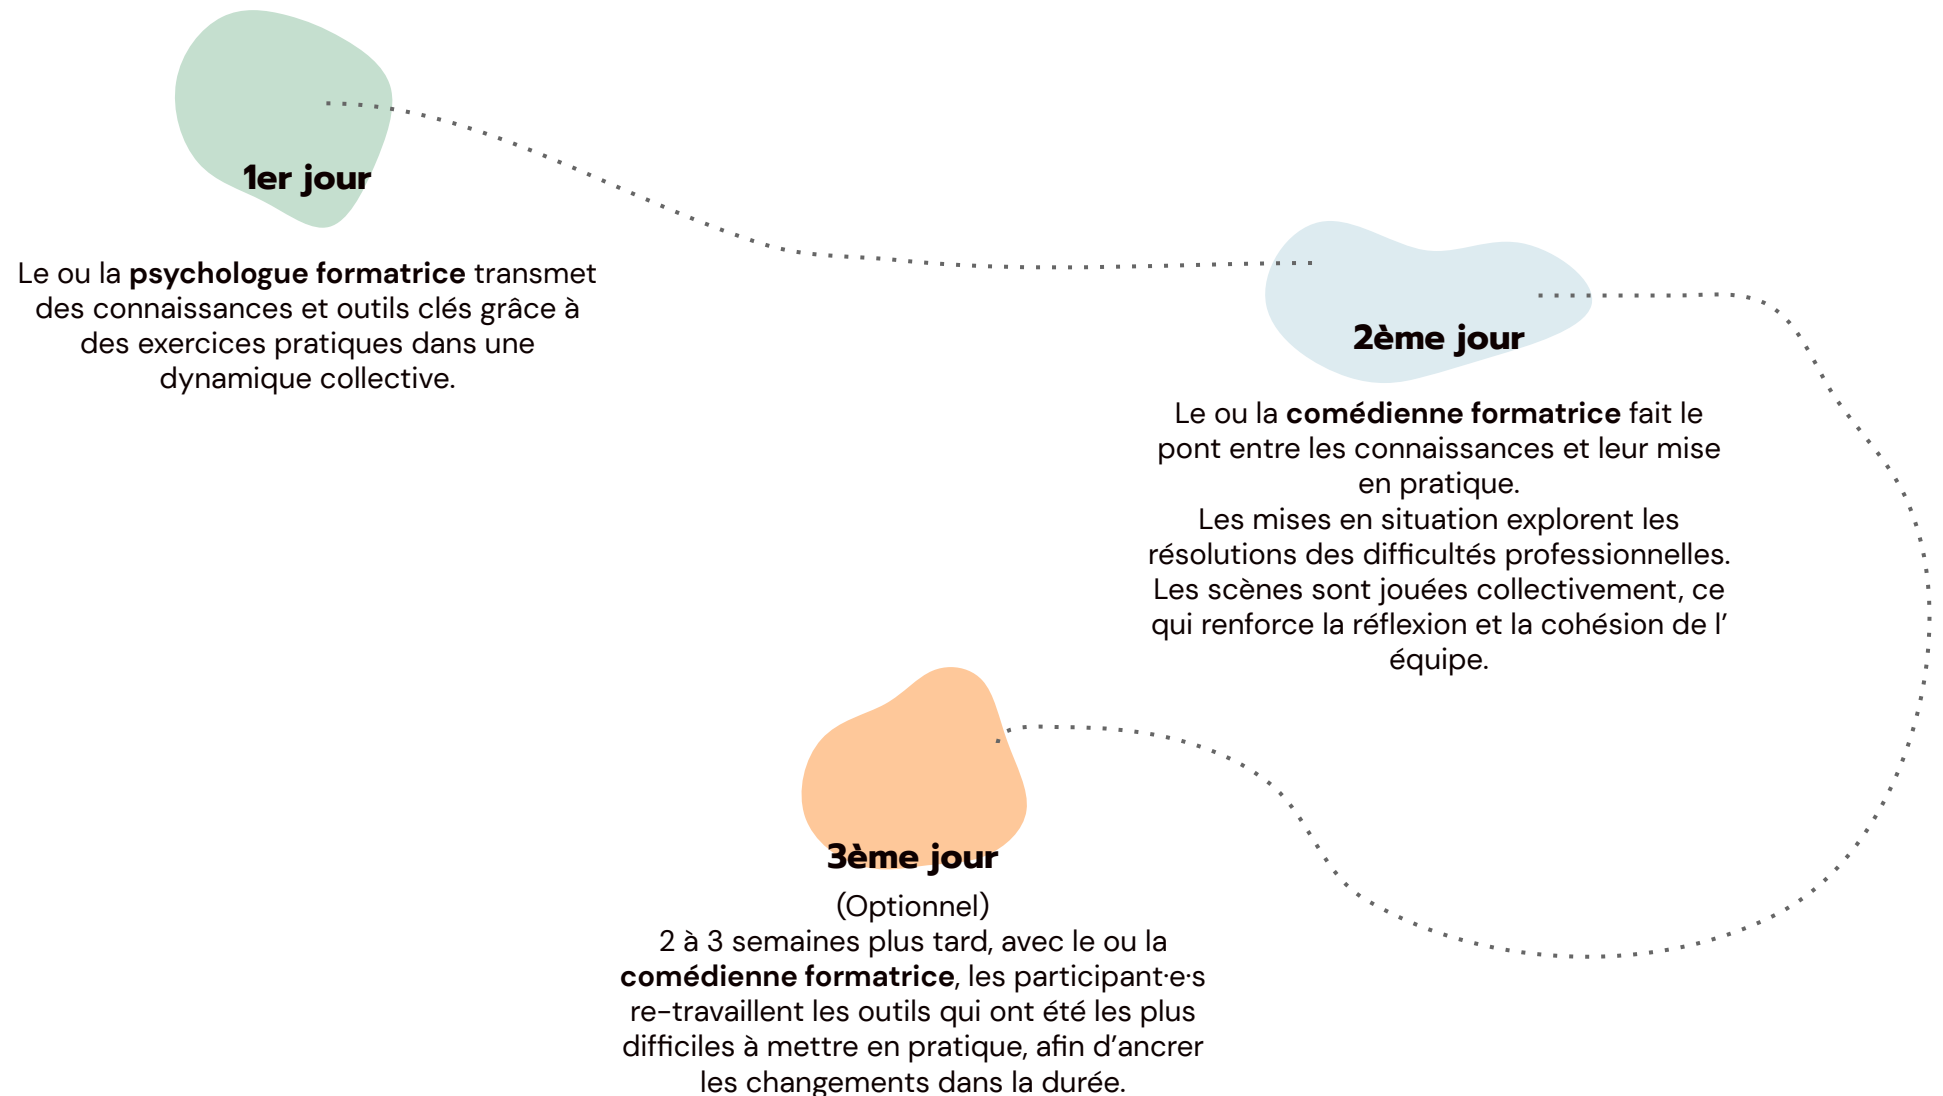 1er jour
Le ou la psychologue formatrice transmet
des connaissances et outils clés grâce à
des exercices pratiques dans une
dynamique collective.
2ème jour
Le ou la comédienne formatrice fait le
pont entre les connaissances et leur mise
en pratique.
Les mises en situation explorent les
résolutions des difficultés professionnelles.
Les scènes sont jouées collectivement, ce
qui renforce la réflexion et la cohésion de l’
équipe.
3ème jour
(Optionnel)
2 à 3 semaines plus tard, avec le ou la
comédienne formatrice, les participant·e·s
re-travaillent les outils qui ont été les plus
difficiles à mettre en pratique, afin d’ancrer
les changements dans la durée.